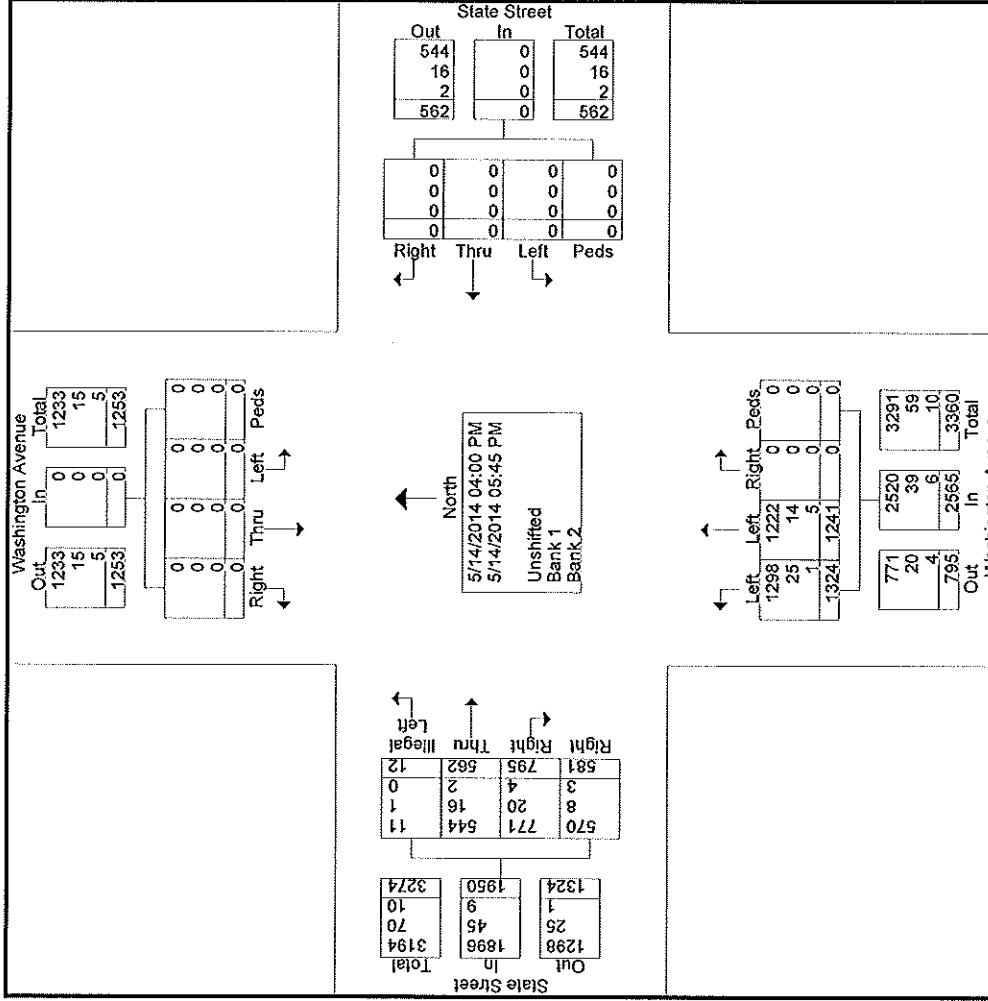 State Street
Out In Total
544 0 544
16 0 16
2 0 2
562 0 562
0 0 0 0
0 0 0 0
0 0 0 0
0 0 0 0
Right Thru Left Peds
Washington Avenue
Out In Total
1233 0 1233
15 0 15
5 0 5
1253 0 1253
0 0 0 0
0 0 0 0
0 0 0 0
0 0 0 0
Right Thru Left Peds
North
5/14/2014 04:00 PM
5/14/2014 05:45 PM
Unshifted
Bank 1
Bank 2
Left Left Right Peds
1298 1222 0 0
25 14 0 0
1 5 0 0
1324 1241 0 0
771 2520 3291
20 39 59
4 6 10
795 2565 3360
Out In Total
Right Right Thru Illegal Left
581 795 562 12
3 4 2 0
8 20 16 1
570 771 544 11
1324 1950 3274
1 9 10
25 45 70
1298 1896 3194
Out In Total
State Street